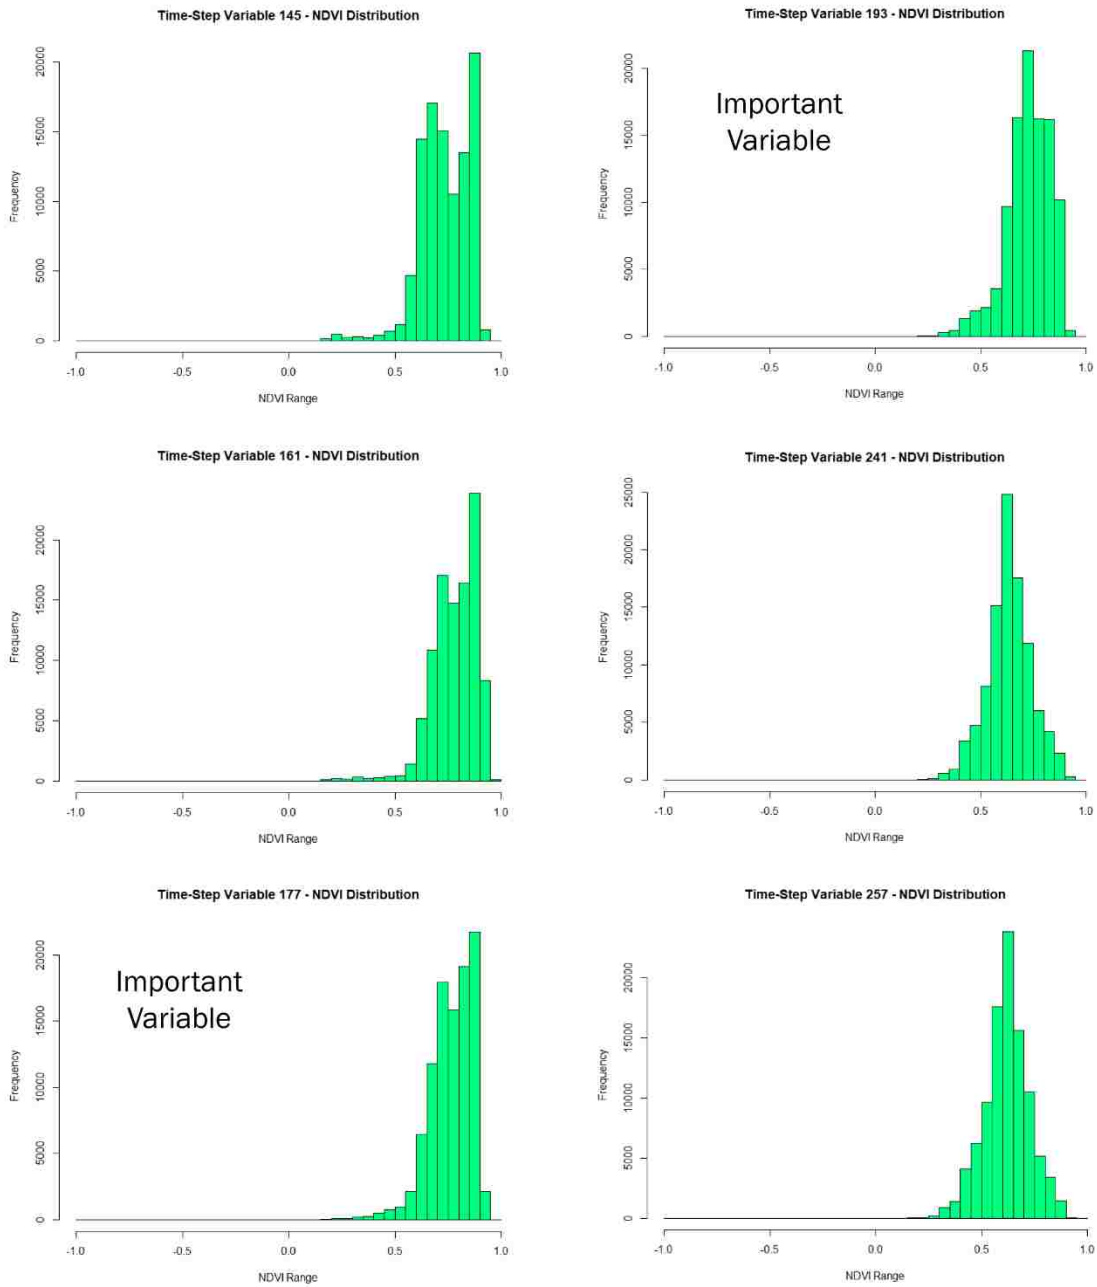 Time-Step Variable 145 - NDVI Distribution
Frequency
20000
15000
10000
5000
0
-1.0 -0.5 0.0 0.5 1.0
NDVI Range
Time-Step Variable 193 - NDVI Distribution
Important
Variable
Frequency
20000
15000
10000
5000
0
-1.0 -0.5 0.0 0.5 1.0
NDVI Range
Time-Step Variable 161 - NDVI Distribution
Frequency
20000
15000
10000
5000
0
-1.0 -0.5 0.0 0.5 1.0
NDVI Range
Time-Step Variable 241 - NDVI Distribution
Frequency
25000
20000
15000
10000
5000
0
-1.0 -0.5 0.0 0.5 1.0
NDVI Range
Time-Step Variable 177 - NDVI Distribution
Important
Variable
Frequency
20000
15000
10000
5000
0
-1.0 -0.5 0.0 0.5 1.0
NDVI Range
Time-Step Variable 257 - NDVI Distribution
Frequency
20000
15000
10000
5000
0
-1.0 -0.5 0.0 0.5 1.0
NDVI Range